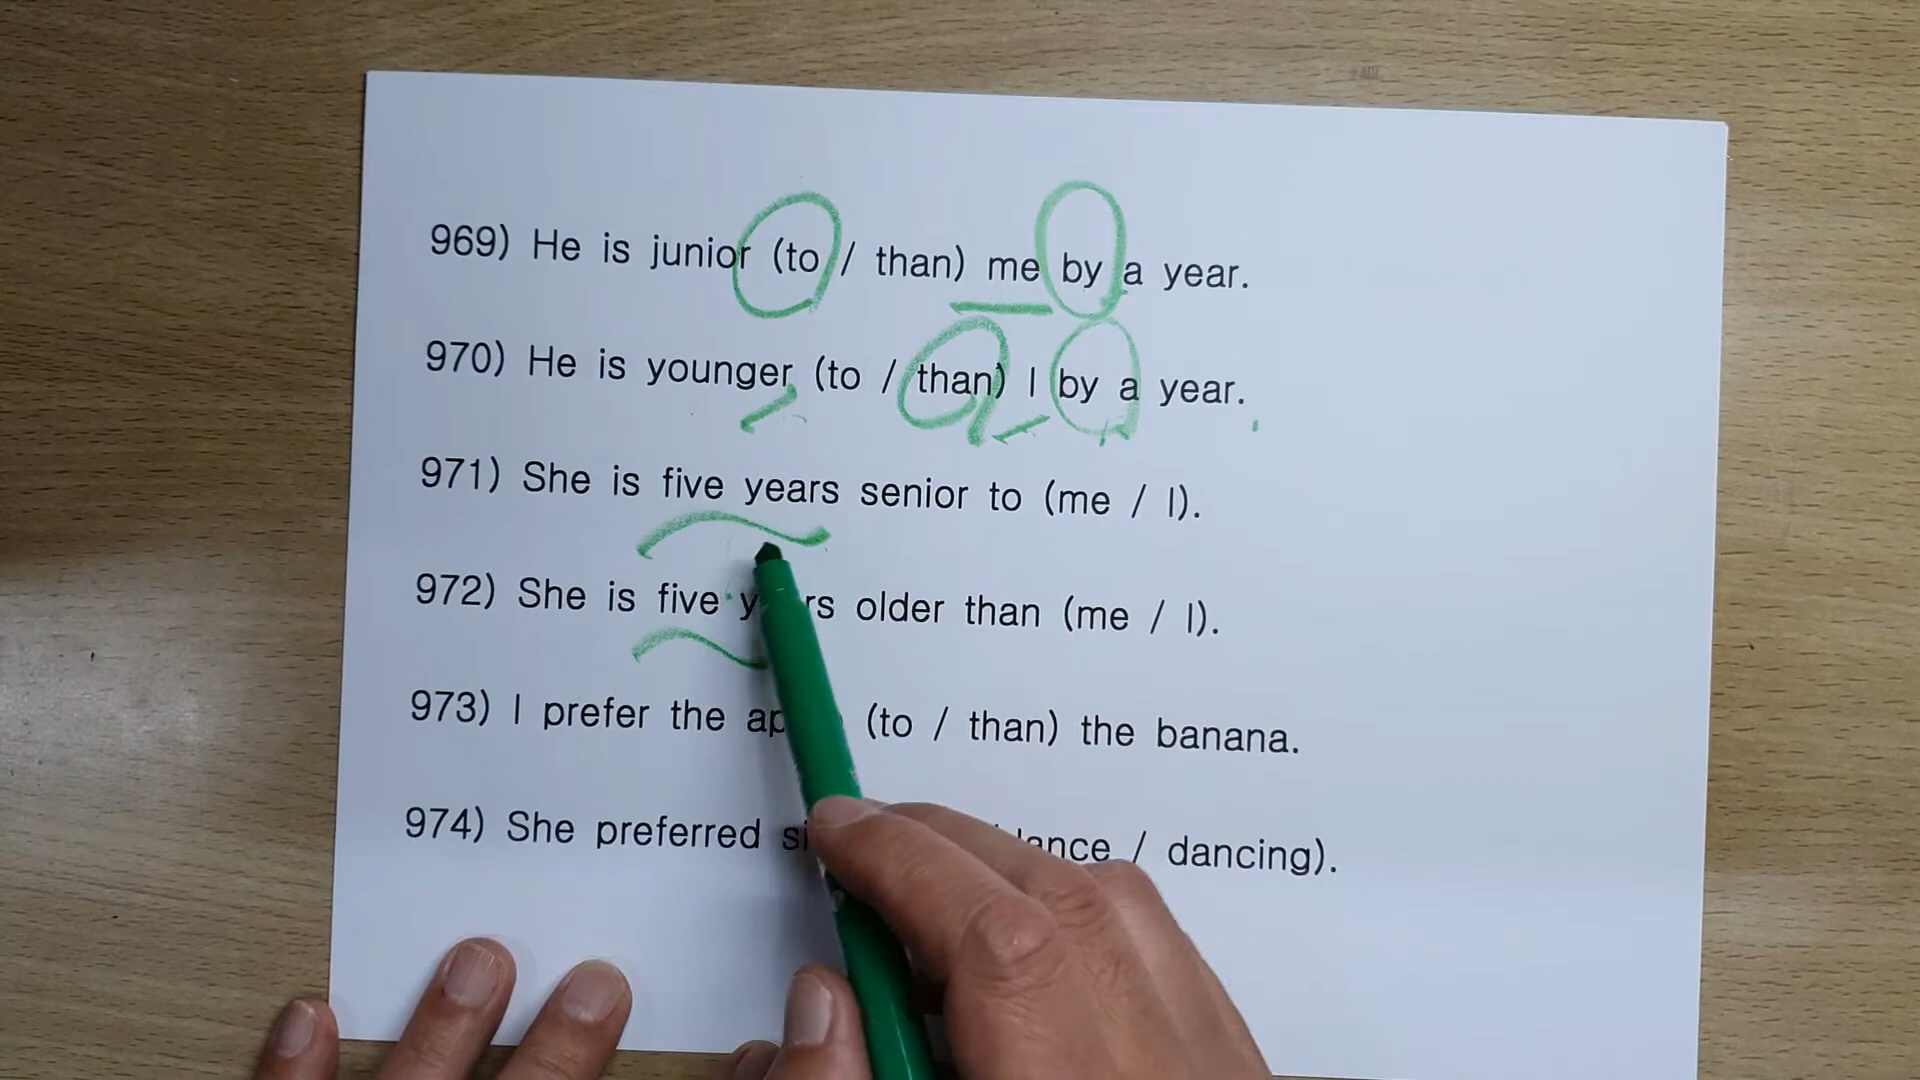 969) He is junior (to / than) me by a year.
970) He is younger (to / than) I by a year.
971) She is five years senior to (me / I).
972) She is five older than (me / I).
973) I prefer the (to / than) the banana.
974) She preferred / dancing).